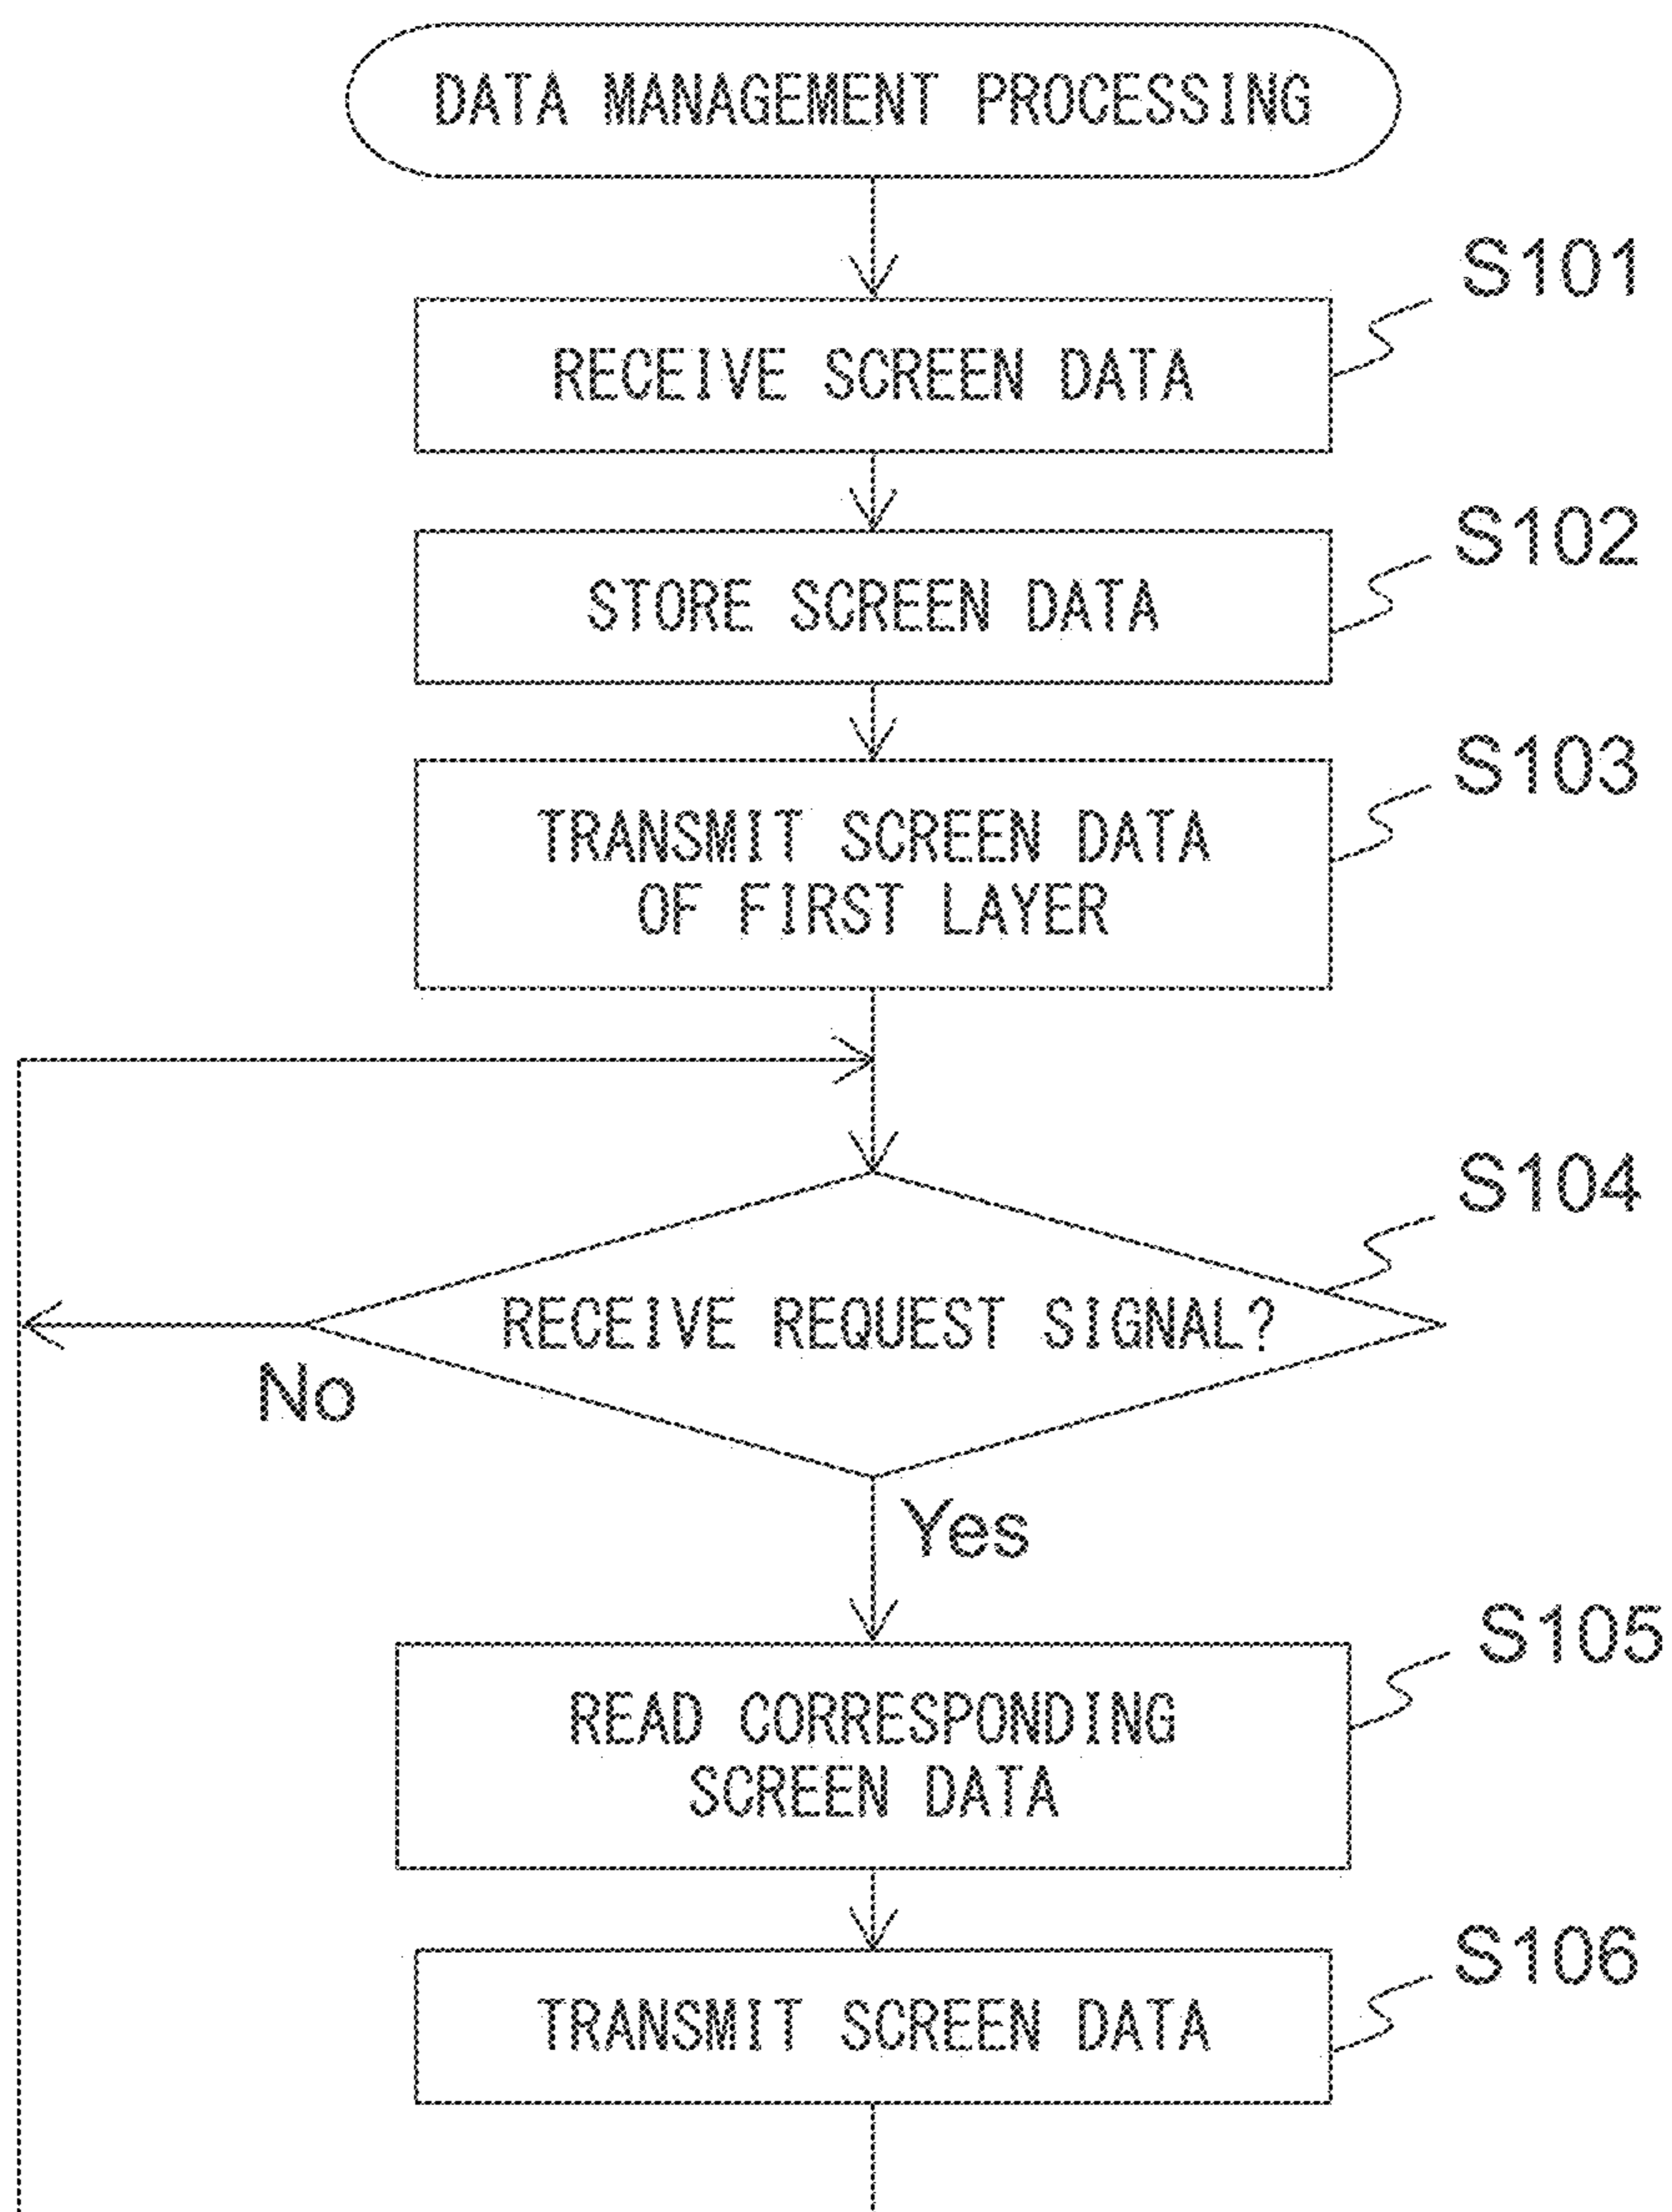 DATA MANAGEMENT PROCESSING
S101
RECEIVE SCREEN DATA
S102
STORE SCREEN DATA
S103
TRANSMIT SCREEN DATA
OF FIRST LAYER
S104
RECEIVE REQUEST SIGNAL?
No
Yes
S105
READ CORRESPONDING
SCREEN DATA
S106
TRANSMIT SCREEN DATA